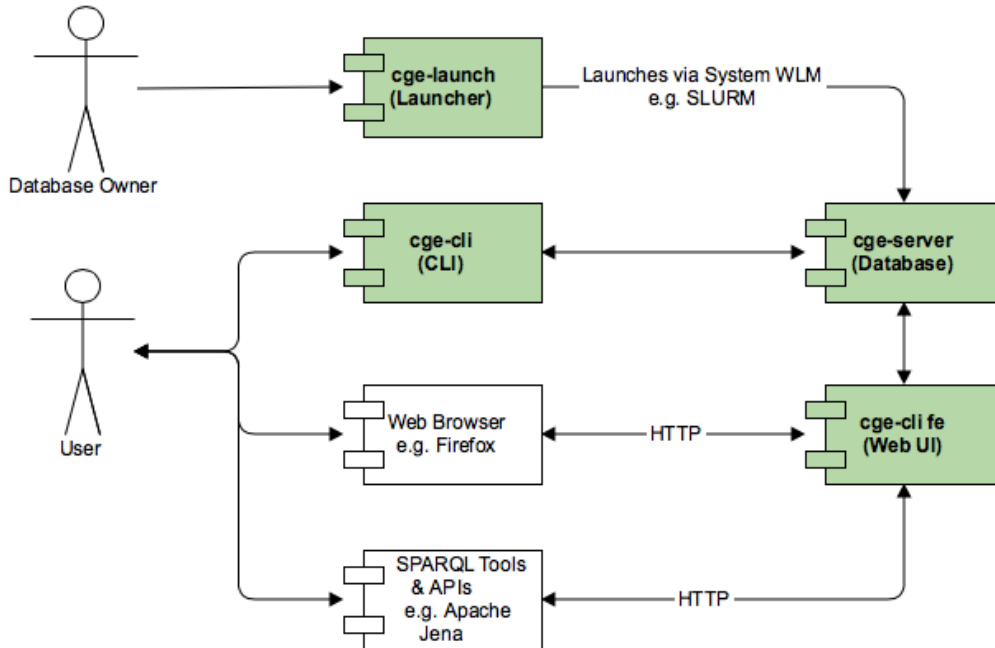 cge-launch
(Launcher)
Launches via System WLM
e.g. SLURM
Database Owner
cge-cli
(CLI)
cge-server
(Database)
User
Web Browser
e.g. Firefox
HTTP
cge-cli fe
(Web UI)
SPARQL Tools
& APIs
e.g. Apache
Jena
HTTP